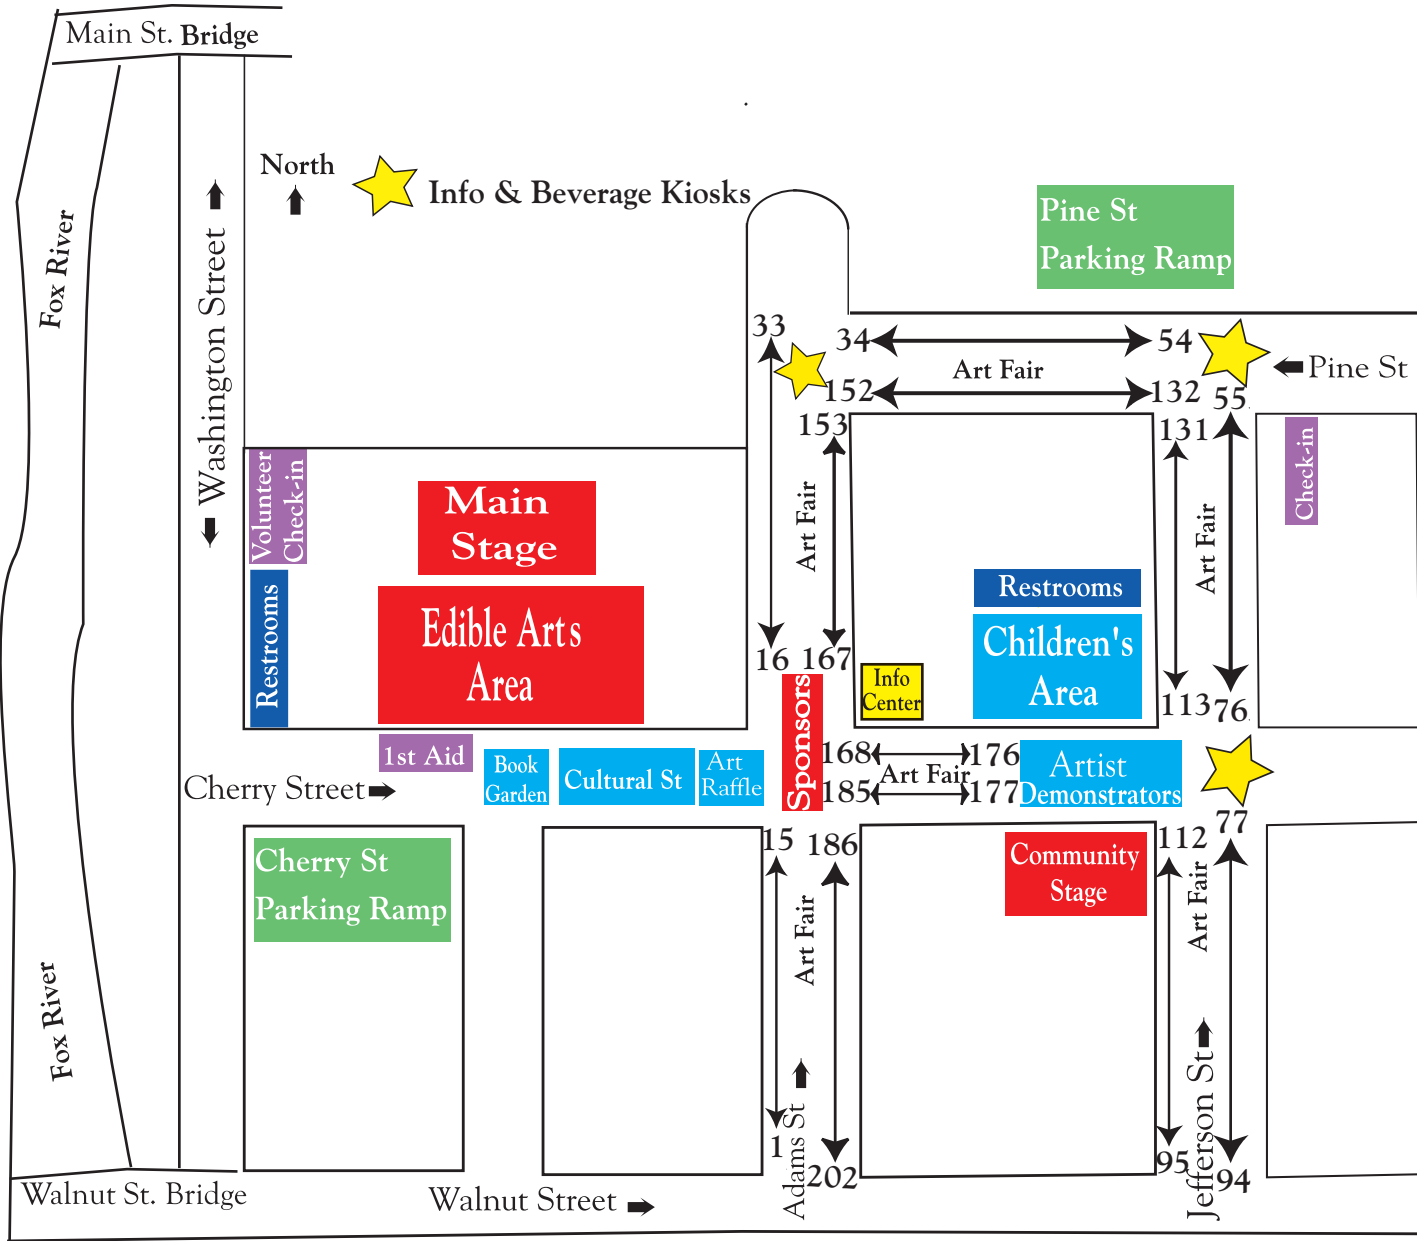 Main St. Bridge
North
Info & Beverage Kiosks
Fox River
Washington Street
Pine St
Parking Ramp
33
34
54
Art Fair
Pine St
152
132
55
153
131
Volunteer
Check-in
Main
Stage
Art Fair
Art Fair
Check-in
Restrooms
Edible Arts
Area
Restrooms
Children's
Area
16
167
Info
Center
113
76
Sponsors
1st Aid
Book
Garden
Cultural St
Art
Raffle
168
176
Art Fair
185
177
Artist
Demonstrators
Cherry Street
77
15
186
112
Cherry St
Parking Ramp
Community
Stage
Art Fair
Art Fair
Fox River
1
202
95
94
Adams St
Jefferson St
Walnut St. Bridge
Walnut Street